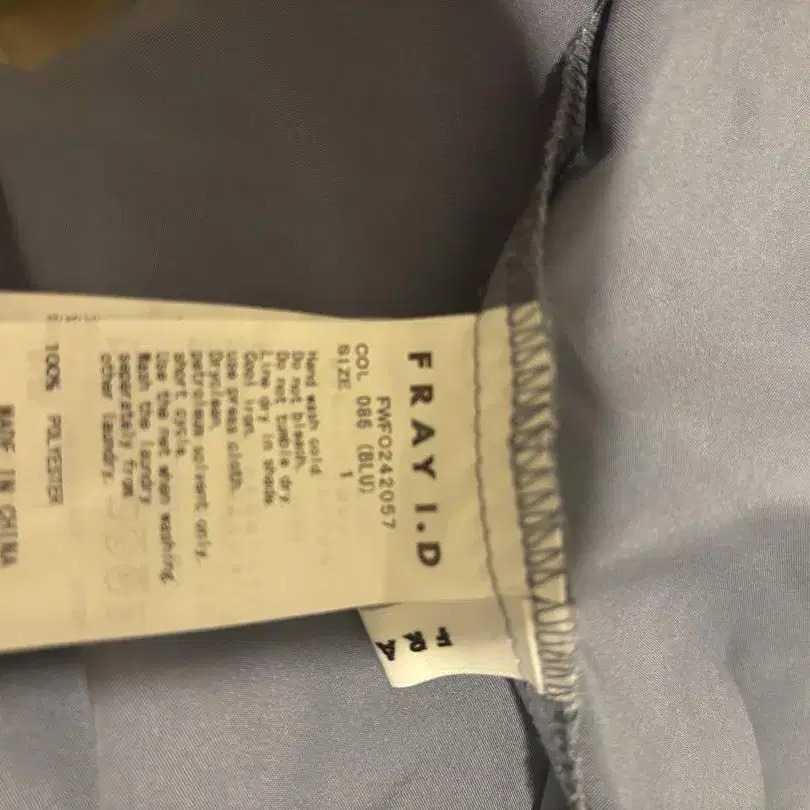 FRAY I.D
FWFO242057
COL 086 (BLU)
SIZE 1
Hand wash cold.
Do not bleach.
Do not tumble dry.
Line dry in shade
Cool iron.
use press cloth.
Dryclean,
petroleum solvent only.
short cycle.
Use the net when washing.
Wash the laundry
separately from
other laundry.
100% POLYESTER
MADE IN CHINA